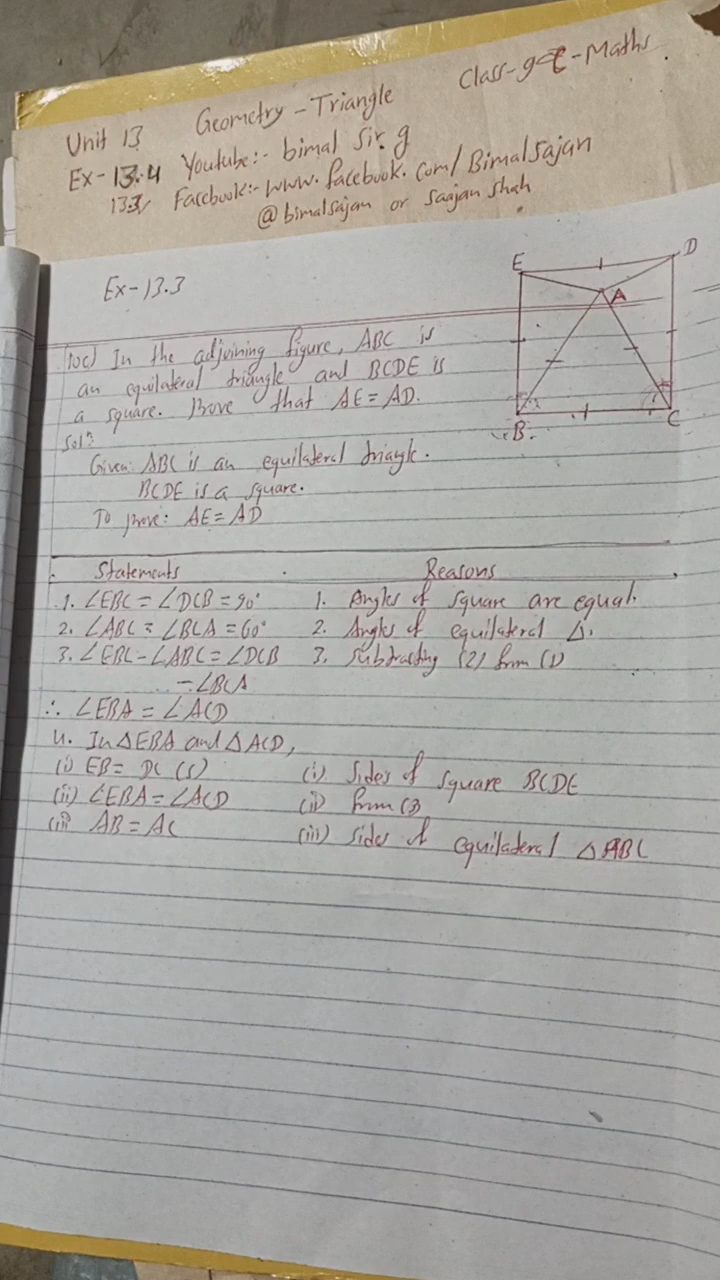 Unit 13 Geometry - Triangle Class-9 - Maths
Ex- 13.4 Youtube:- bimal sir g
13.3 Facebook:- www.facebook.com/Bimalsajan
@bimalsajan or saajan shah
Ex-13.3
E D
A
B C
10c) In the adjoining figure, ABC is
an equilateral triangle and BCDE is
a square. Prove that AE = AD.
Solⁿ
Given: ABC is an equilateral triangle.
BCDE is a square.
To prove: AE = AD
Statements Reasons
1. ∠EBC = ∠DCB = 90° 1. Angles of square are equal.
2. ∠ABC = ∠BCA = 60° 2. Angles of equilateral Δ.
3. ∠EBC - ∠ABC = ∠DCB 3. Subtracting (2) from (1)
- ∠BCA
∴ ∠EBA = ∠ACD
4. In ΔEBA and ΔACD,
(i) EB = DC (S) (i) Sides of square BCDE
(ii) ∠EBA = ∠ACD (ii) from (3)
(iii) AB = AC (iii) sides of equilateral ΔABC